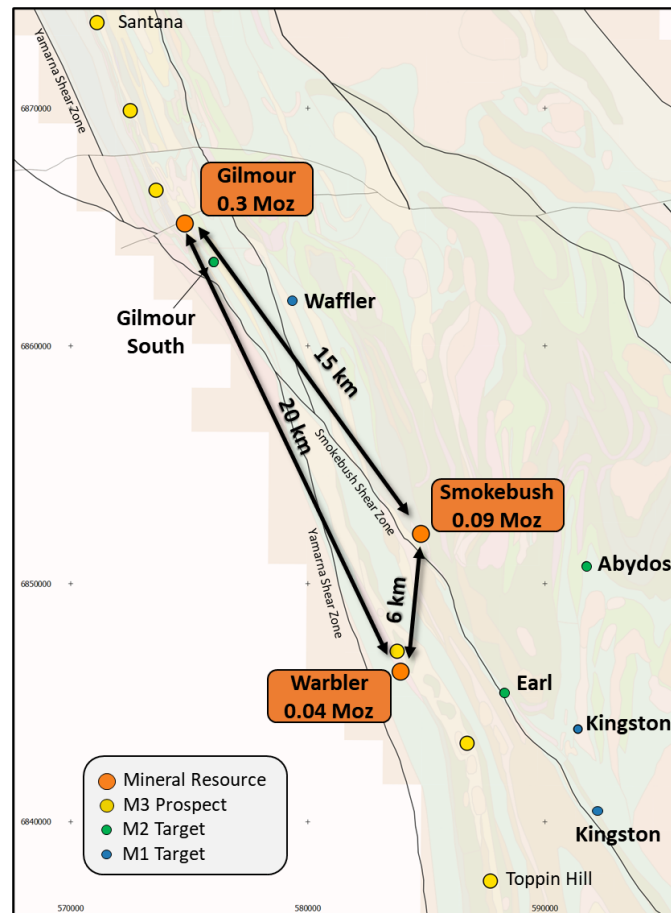 Santana
Yamarna Shear Zone
6870000
Gilmour
0.3 Moz
Waffler
Gilmour
South
6860000
15 km
20 km
Smokebush Shear Zone
Smokebush
0.09 Moz
Yamarna Shear Zone
Abydos
6850000
6 km
Warbler
0.04 Moz
Earl
Kingston
Mineral Resource
M3 Prospect
M2 Target
M1 Target
6840000
Kingston
Toppin Hill
570000
580000
590000